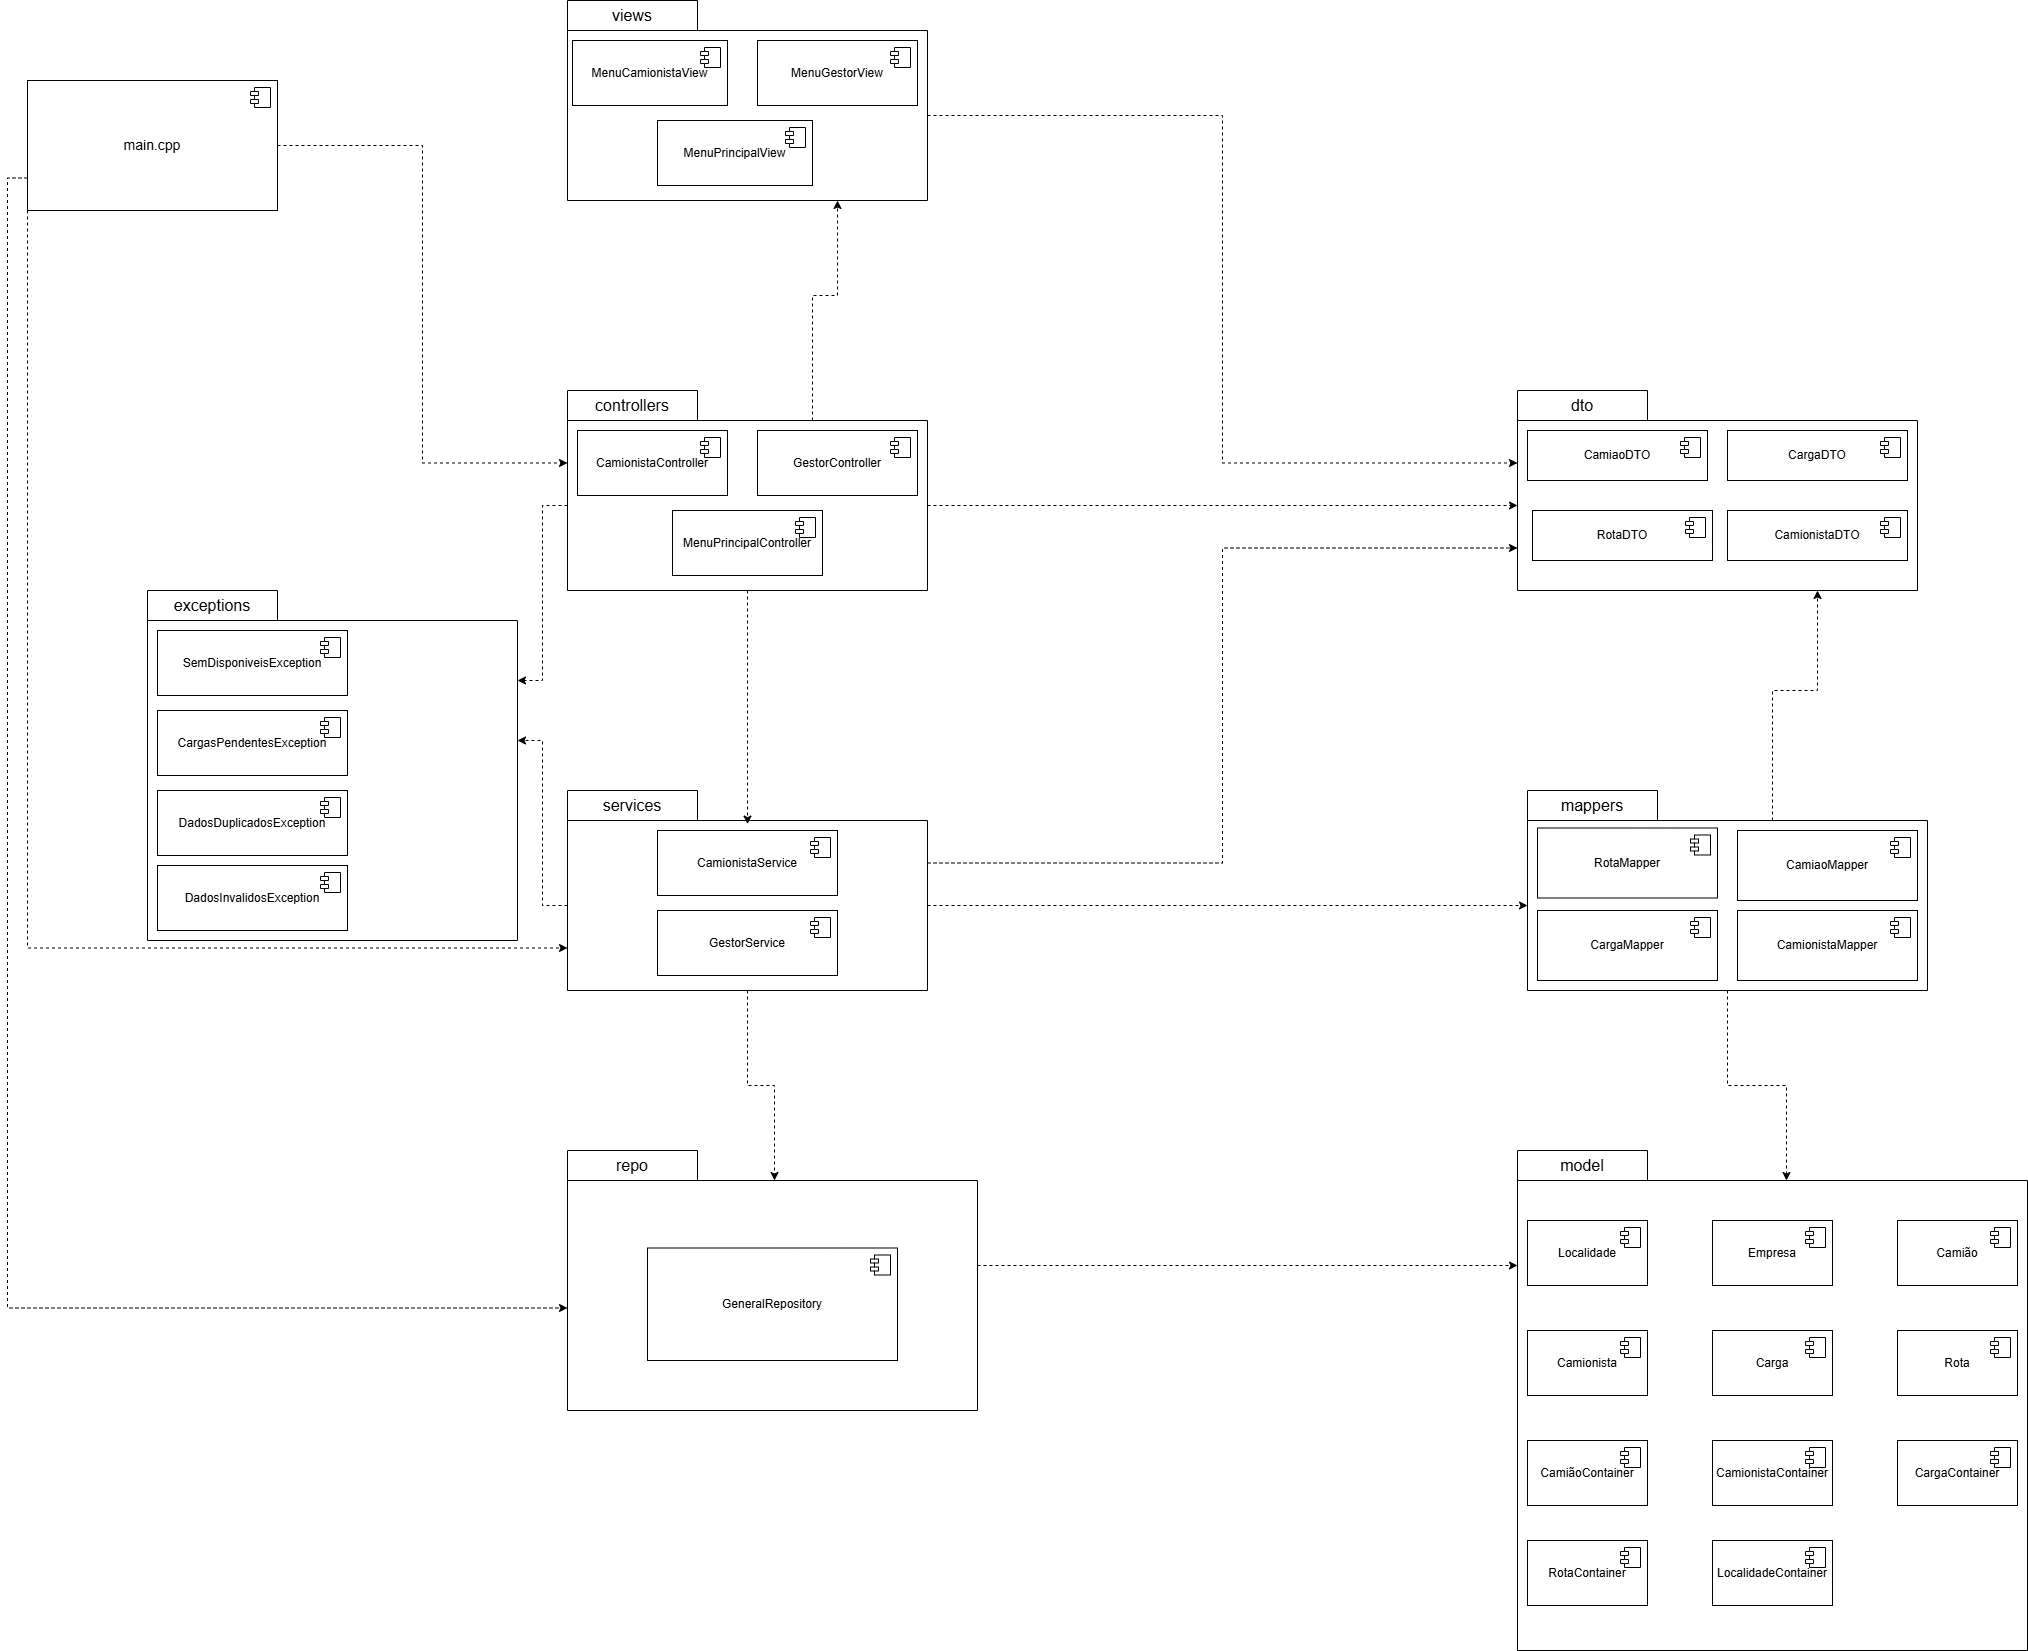 views
MenuCamionistaView
MenuGestorView
MenuPrincipalView
main.cpp
controllers
CamionistaController
GestorController
MenuPrincipalController
dto
CamiaoDTO
CargaDTO
RotaDTO
CamionistaDTO
exceptions
SemDisponiveisException
CargasPendentesException
DadosDuplicadosException
DadosInvalidosException
services
CamionistaService
GestorService
mappers
RotaMapper
CamiaoMapper
CargaMapper
CamionistaMapper
repo
GeneralRepository
model
Localidade
Empresa
Camião
Camionista
Carga
Rota
CamiãoContainer
CamionistaContainer
CargaContainer
RotaContainer
LocalidadeContainer